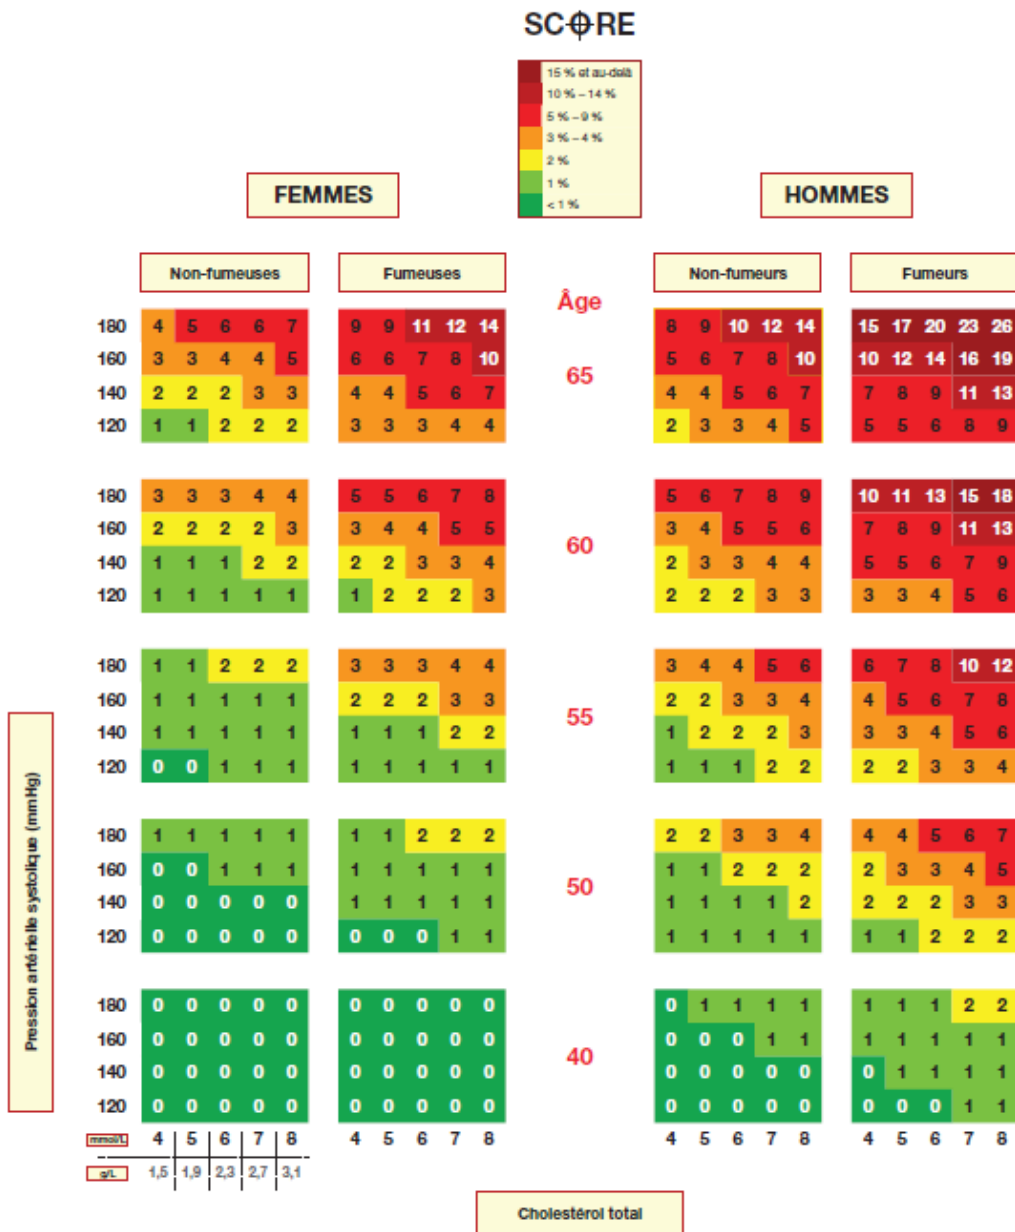 SCORE
15 % et au-delà
10 % – 14 %
5 % – 9 %
3 % – 4 %
2 %
1 %
< 1 %
FEMMES
HOMMES
Non-fumeuses
Fumeuses
Âge
Non-fumeurs
Fumeurs
180 4 5 6 6 7 9 9 11 12 14 8 9 10 12 14 15 17 20 23 26
160 3 3 4 4 5 6 6 7 8 10 5 6 7 8 10 10 12 14 16 19
65
140 2 2 2 3 3 4 4 5 6 7 4 4 5 6 7 7 8 9 11 13
120 1 1 2 2 2 3 3 3 4 4 2 3 3 4 5 5 5 6 8 9
180 3 3 3 4 4 5 5 6 7 8 5 6 7 8 9 10 11 13 15 18
160 2 2 2 2 3 3 4 4 5 5 3 4 5 5 6 7 8 9 11 13
60
140 1 1 1 2 2 2 2 3 3 4 2 3 3 4 4 5 5 6 7 9
120 1 1 1 1 1 1 2 2 2 3 2 2 2 3 3 3 3 4 5 6
180 1 1 2 2 2 3 3 3 4 4 3 4 4 5 6 6 7 8 10 12
160 1 1 1 1 1 2 2 2 3 3 2 2 3 3 4 4 5 6 7 8
55
140 1 1 1 1 1 1 1 1 2 2 1 2 2 2 3 3 3 4 5 6
120 0 0 1 1 1 1 1 1 1 1 1 1 1 2 2 2 2 3 3 4
180 1 1 1 1 1 1 1 2 2 2 2 2 3 3 4 4 4 5 6 7
160 0 0 1 1 1 1 1 1 1 1 1 1 2 2 2 2 3 3 4 5
50
140 0 0 0 0 0 1 1 1 1 1 1 1 1 1 2 2 2 2 3 3
120 0 0 0 0 0 0 0 0 1 1 1 1 1 1 1 1 1 2 2 2
180 0 0 0 0 0 0 0 0 0 0 0 1 1 1 1 1 1 1 2 2
160 0 0 0 0 0 0 0 0 0 0 0 0 0 1 1 1 1 1 1 1
40
140 0 0 0 0 0 0 0 0 0 0 0 0 0 0 0 0 1 1 1 1
120 0 0 0 0 0 0 0 0 0 0 0 0 0 0 0 0 0 0 1 1
mmol/L 4 5 6 7 8 4 5 6 7 8 4 5 6 7 8 4 5 6 7 8
g/L 1,5 1,9 2,3 2,7 3,1
Pression artérielle systolique (mmHg)
Cholestérol total